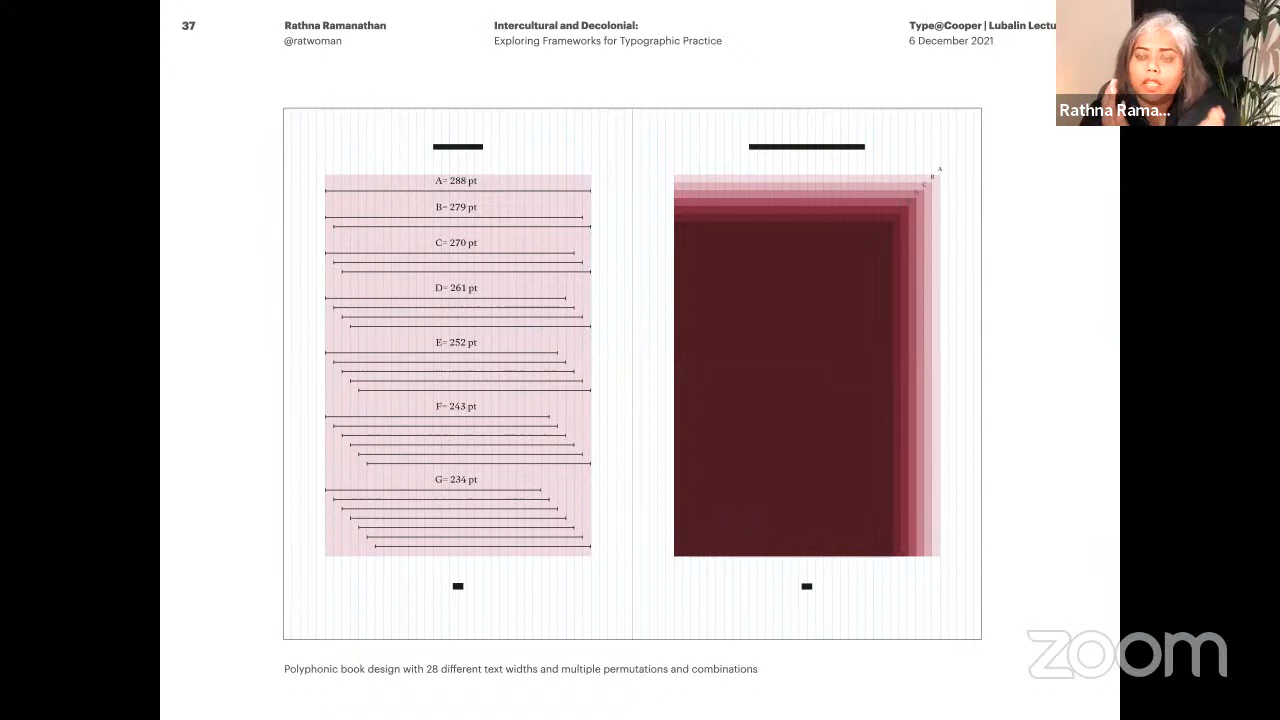 37
Rathna Ramanathan
@ratwoman
Intercultural and Decolonial:
Exploring Frameworks for Typographic Practice
Type@Cooper | Lubalin
6 December 2021
Rathna Rama...
A= 288 pt
B= 279 pt
C= 270 pt
D= 261 pt
E= 252 pt
F= 243 pt
G= 234 pt
A
B
C
D
Polyphonic book design with 28 different text widths and multiple permutations and combinations
zoom